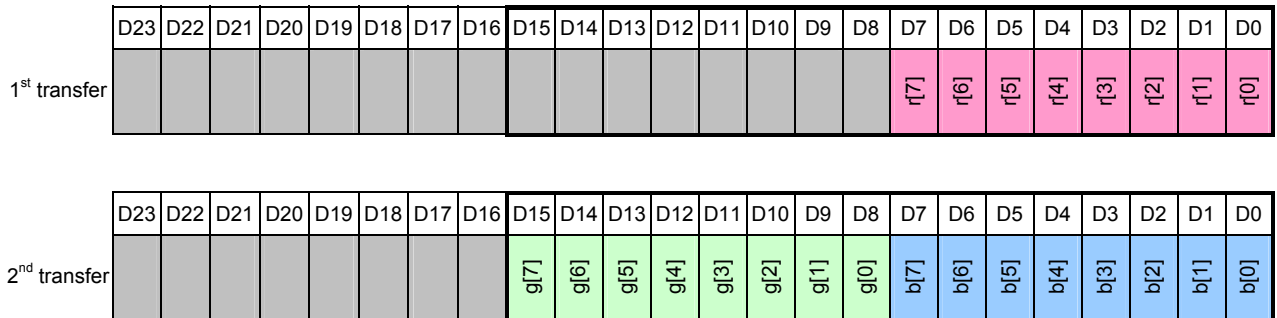 D23 D22 D21 D20 D19 D18 D17 D16 D15 D14 D13 D12 D11 D10 D9 D8 D7 D6 D5 D4 D3 D2 D1 D0
1st transfer r[7] r[6] r[5] r[4] r[3] r[2] r[1] r[0]
D23 D22 D21 D20 D19 D18 D17 D16 D15 D14 D13 D12 D11 D10 D9 D8 D7 D6 D5 D4 D3 D2 D1 D0
2nd transfer g[7] g[6] g[5] g[4] g[3] g[2] g[1] g[0] b[7] b[6] b[5] b[4] b[3] b[2] b[1] b[0]